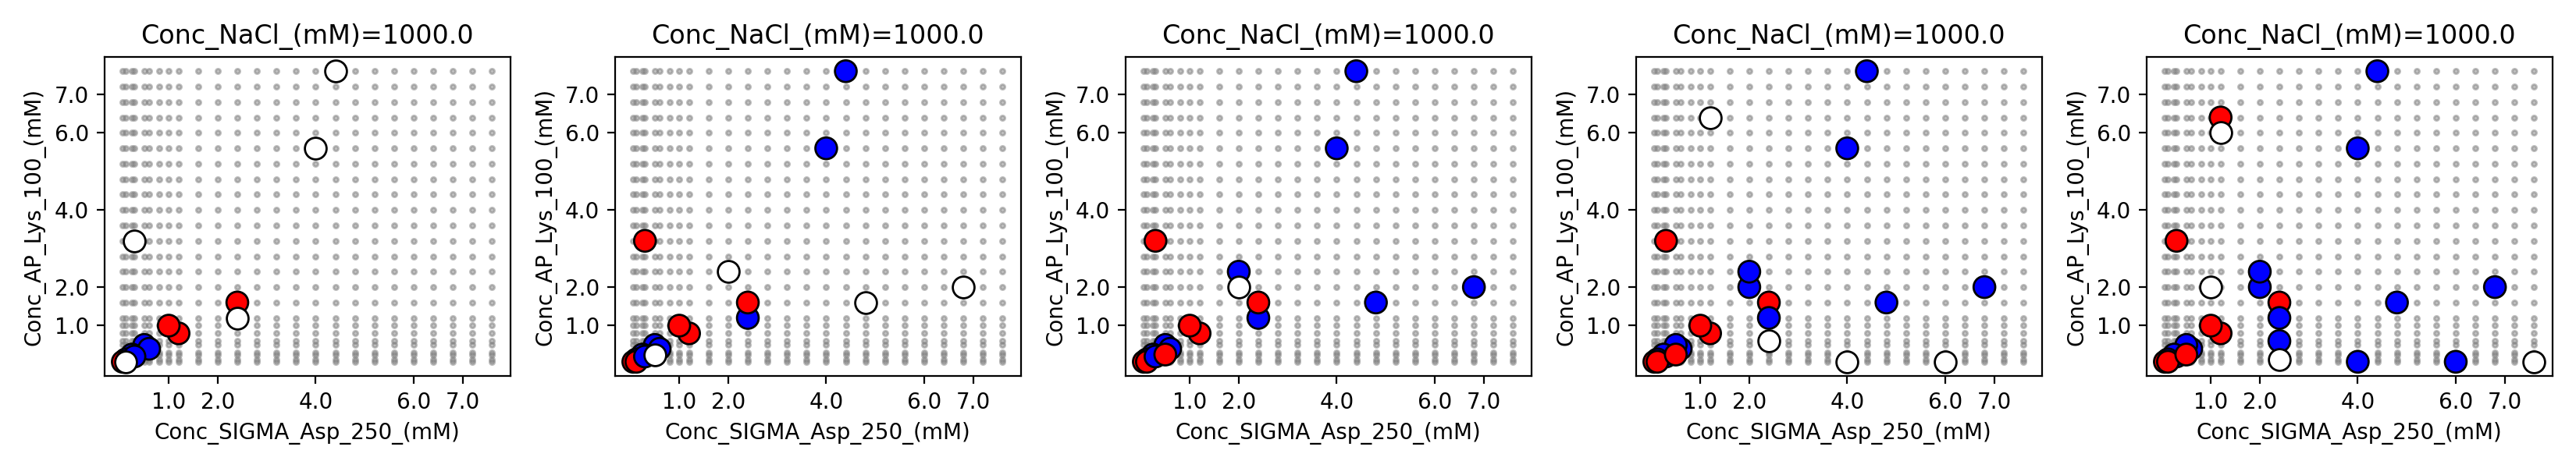 Conc_NaCl_(mM)=1000.0 Conc_NaCl_(mM)=1000.0 Conc_NaCl_(mM)=1000.0 Conc_NaCl_(mM)=1000.0 Conc_NaCl_(mM)=1000.0
Conc_AP_Lys_100_(mM) Conc_AP_Lys_100_(mM) Conc_AP_Lys_100_(mM) Conc_AP_Lys_100_(mM) Conc_AP_Lys_100_(mM)
7.0 7.0 7.0 7.0 7.0
6.0 6.0 6.0 6.0 6.0
4.0 4.0 4.0 4.0 4.0
2.0 2.0 2.0 2.0 2.0
1.0 1.0 1.0 1.0 1.0
1.0 2.0 4.0 6.0 7.0 1.0 2.0 4.0 6.0 7.0 1.0 2.0 4.0 6.0 7.0 1.0 2.0 4.0 6.0 7.0 1.0 2.0 4.0 6.0 7.0
Conc_SIGMA_Asp_250_(mM) Conc_SIGMA_Asp_250_(mM) Conc_SIGMA_Asp_250_(mM) Conc_SIGMA_Asp_250_(mM) Conc_SIGMA_Asp_250_(mM)